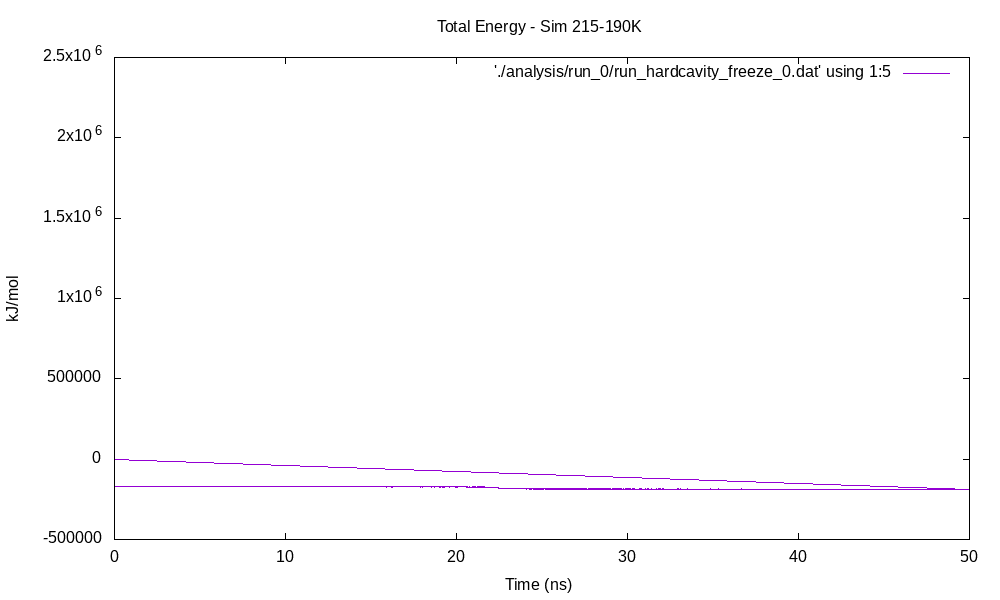 Total Energy - Sim 215-190K
'./analysis/run_0/run_hardcavity_freeze_0.dat' using 1:5
2.5x10 6
2x10 6
1.5x10 6
1x10 6
500000
0
-500000
kJ/mol
0 10 20 30 40 50
Time (ns)